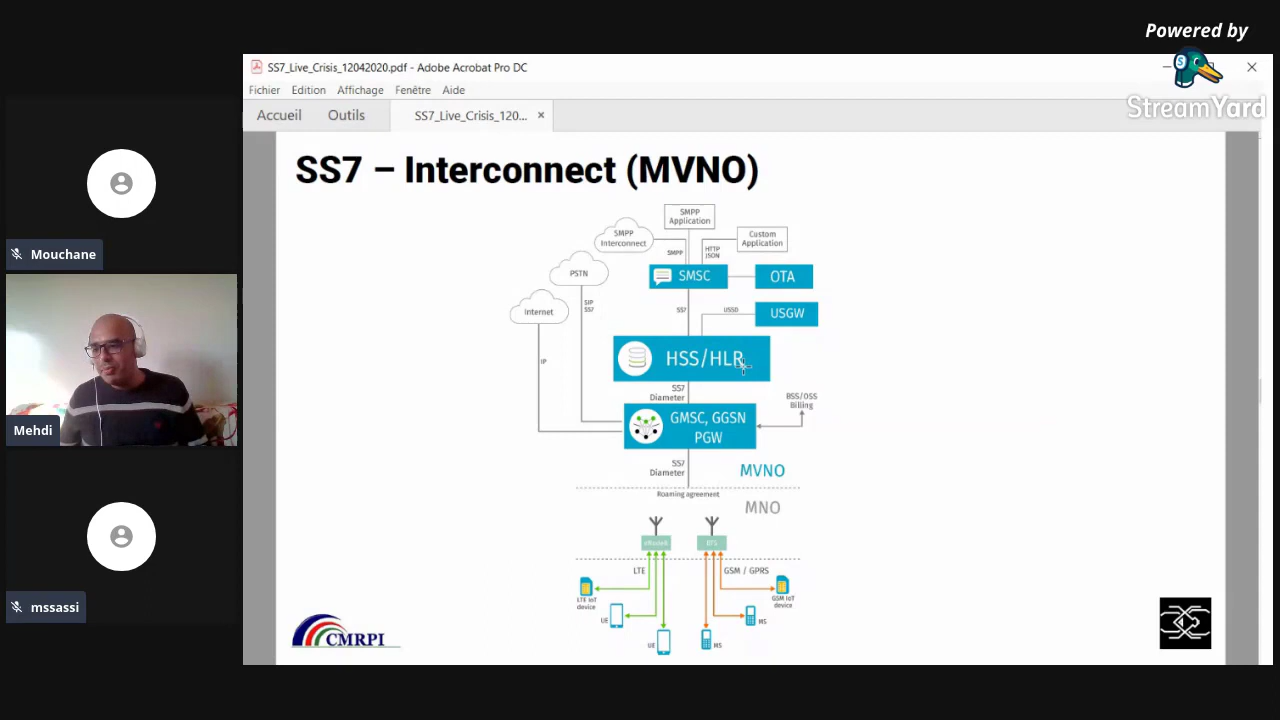 Powered by
StreamYard
SS7_Live_Crisis_12042020.pdf - Adobe Acrobat Pro DC
Fichier Edition Affichage Fenêtre Aide
Accueil Outils SS7_Live_Crisis_120... ×
SS7 – Interconnect (MVNO)
SMPP
Application
SMPP
Interconnect
Custom
Application
SMPP
HTTP
JSON
PSTN
SMSC
OTA
Internet
SIP
SS7
SS7
USSD
USGW
IP
HSS/HLR
SS7
Diameter
BSS/OSS
Billing
GMSC, GGSN
PGW
SS7
Diameter
MVNO
Roaming agreement
MNO
eNodeB
BTS
LTE
GSM / GPRS
LTE IoT
device
GSM IoT
device
UE
MS
UE
MS
CMRPI
Mouchane
Mehdi
mssassi